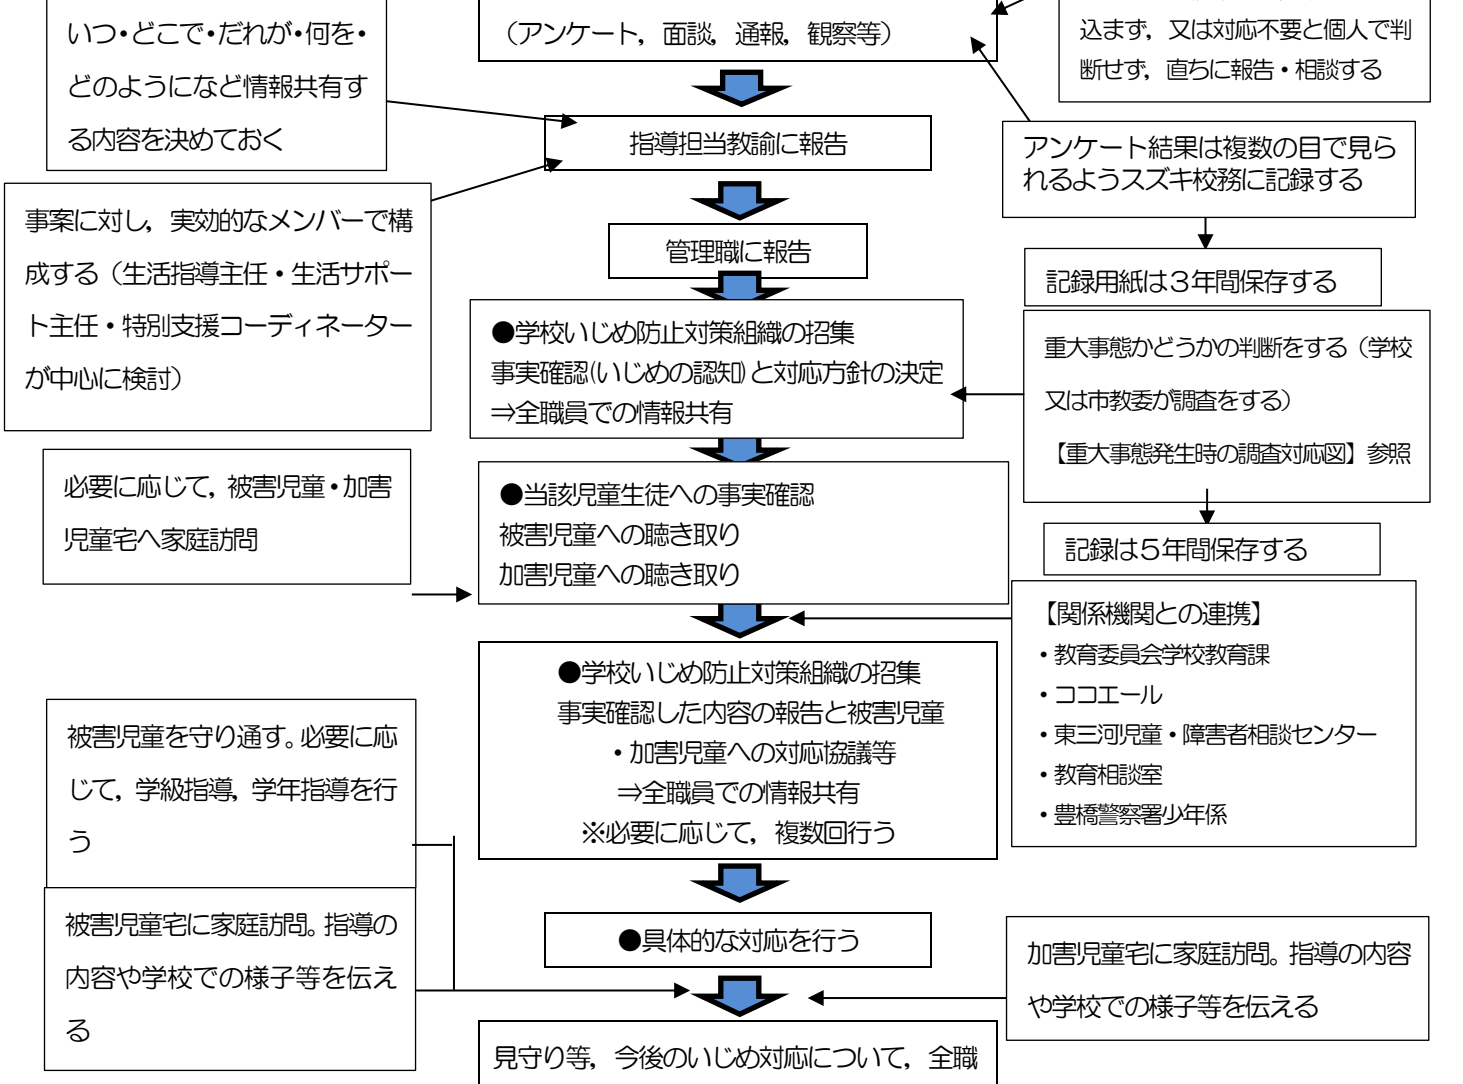 いつ・どこで・だれが・何を・
どのようになど情報共有す
る内容を決めておく
（アンケート，面談，通報，観察等）
込まず，又は対応不要と個人で判
断せず，直ちに報告・相談する
指導担当教諭に報告
アンケート結果は複数の目で見ら
れるようスズキ校務に記録する
事案に対し，実効的なメンバーで構
成する（生活指導主任・生活サポー
ト主任・特別支援コーディネーター
が中心に検討）
管理職に報告
記録用紙は３年間保存する
●学校いじめ防止対策組織の招集
事実確認(いじめの認知)と対応方針の決定
⇒全職員での情報共有
重大事態かどうかの判断をする（学校
又は市教委が調査をする）
【重大事態発生時の調査対応図】参照
必要に応じて，被害児童・加害
児童宅へ家庭訪問
●当該児童生徒への事実確認
被害児童への聴き取り
加害児童への聴き取り
記録は５年間保存する
【関係機関との連携】
・教育委員会学校教育課
・ココエール
・東三河児童・障害者相談センター
・教育相談室
・豊橋警察署少年係
●学校いじめ防止対策組織の招集
事実確認した内容の報告と被害児童
・加害児童への対応協議等
⇒全職員での情報共有
※必要に応じて，複数回行う
被害児童を守り通す。必要に応
じて，学級指導，学年指導を行
う
被害児童宅に家庭訪問。指導の
内容や学校での様子等を伝え
る
●具体的な対応を行う
加害児童宅に家庭訪問。指導の内容
や学校での様子等を伝える
見守り等，今後のいじめ対応について，全職